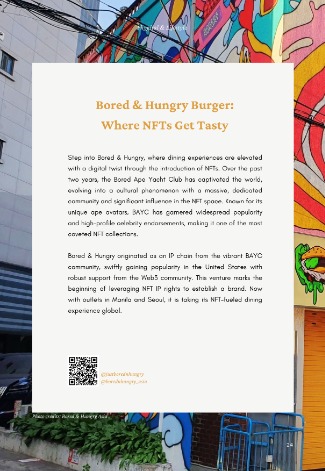 Bored & Hungry Burger:
Where NFTs Get Tasty
Step into Bored & Hungry, where dining experiences are elevated
with a digital twist through the introduction of NFTs. Over the past
two years, the Bored Ape Yacht Club has captivated the world,
evolving into a cultural phenomenon with a massive, dedicated
community and significant influence in the NFT space. Known for its
unique ape avatars, BAYC has garnered widespread popularity
and high-profile celebrity endorsements, making it one of the most
coveted NFT collections.
Bored & Hungry originated as an IP chain from the vibrant BAYC
community, swiftly gaining popularity in the United States with
robust support from the Web3 community. This venture marks the
beginning of leveraging NFT IP rights to establish a brand. Now
with outlets in Manila and Seoul, it is taking its NFT-fueled dining
experience global.
Photo credits: Bored & Hungry Asia
24